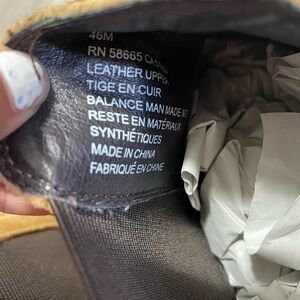 46M
RN 58665 CA
LEATHER UPPER
TIGE EN CUIR
BALANCE MAN MADE
RESTE EN MATÉRIAUX
SYNTHÉTIQUES
MADE IN CHINA
FABRIQUÉ EN CHINE